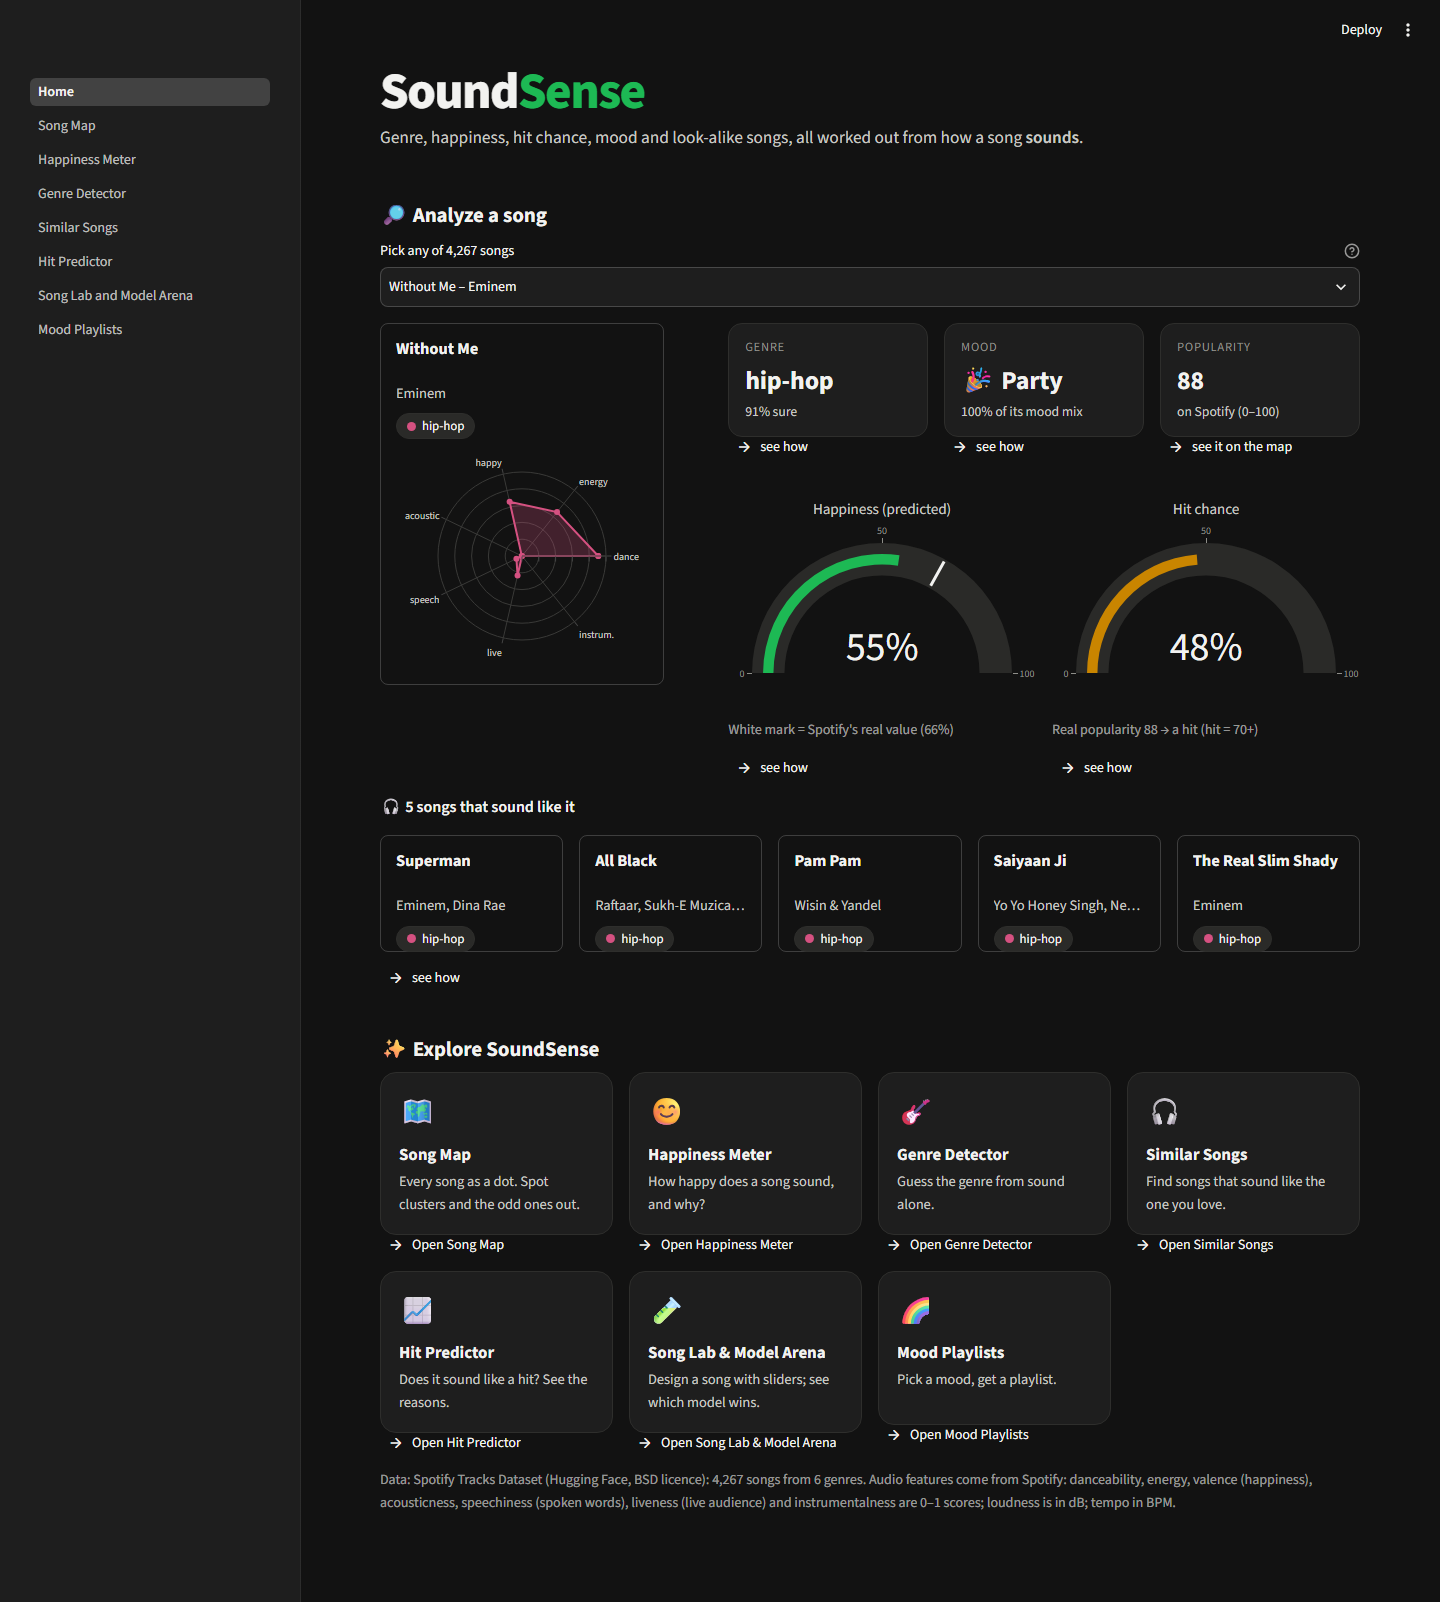 Deploy
Home
Song Map
Happiness Meter
Genre Detector
Similar Songs
Hit Predictor
Song Lab and Model Arena
Mood Playlists
SoundSense
Genre, happiness, hit chance, mood and look-alike songs, all worked out from how a song sounds.
Analyze a song
Pick any of 4,267 songs
Without Me – Eminem
Without Me
Eminem
hip-hop
happy
energy
acoustic
dance
speech
instrum.
live
GENRE
hip-hop
91% sure
see how
MOOD
Party
100% of its mood mix
see how
POPULARITY
88
on Spotify (0–100)
see it on the map
Happiness (predicted)
50
55%
0
100
White mark = Spotify's real value (66%)
see how
Hit chance
50
48%
0
100
Real popularity 88 → a hit (hit = 70+)
see how
5 songs that sound like it
Superman
Eminem, Dina Rae
hip-hop
All Black
Raftaar, Sukh-E Muzica...
hip-hop
Pam Pam
Wisin & Yandel
hip-hop
Saiyaan Ji
Yo Yo Honey Singh, Ne...
hip-hop
The Real Slim Shady
Eminem
hip-hop
see how
Explore SoundSense
Song Map
Every song as a dot. Spot
clusters and the odd ones out.
Open Song Map
Happiness Meter
How happy does a song sound,
and why?
Open Happiness Meter
Genre Detector
Guess the genre from sound
alone.
Open Genre Detector
Similar Songs
Find songs that sound like the
one you love.
Open Similar Songs
Hit Predictor
Does it sound like a hit? See the
reasons.
Open Hit Predictor
Song Lab & Model Arena
Design a song with sliders; see
which model wins.
Open Song Lab & Model Arena
Mood Playlists
Pick a mood, get a playlist.
Open Mood Playlists
Data: Spotify Tracks Dataset (Hugging Face, BSD licence): 4,267 songs from 6 genres. Audio features come from Spotify: danceability, energy, valence (happiness),
acousticness, speechiness (spoken words), liveness (live audience) and instrumentalness are 0–1 scores; loudness is in dB; tempo in BPM.